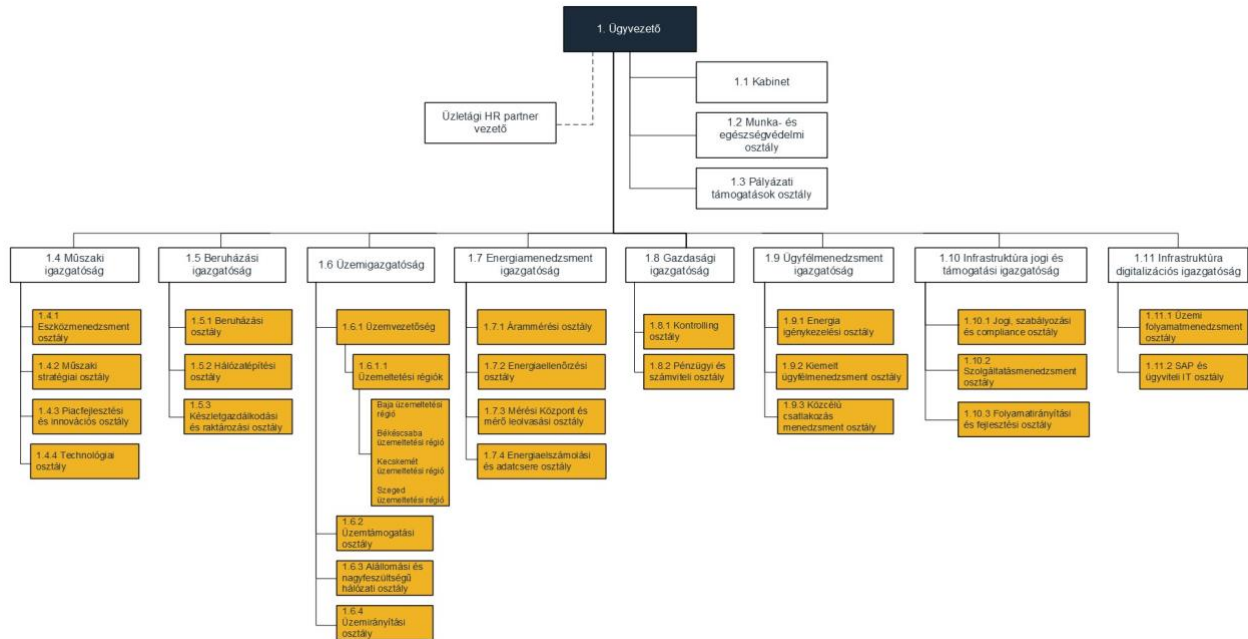 1. Ügyvezető
1.1 Kabinet
Üzletági HR partner
vezető
1.2 Munka- és
egészségvédelmi
osztály
1.3 Pályázati
támogatások osztály
1.4 Műszaki
igazgatóság
1.4.1
Eszközmenedzsment
osztály
1.4.2 Műszaki
stratégiai osztály
1.4.3 Piacfejlesztési
és innovációs osztály
1.4.4 Technológiai
osztály
1.5 Beruházási
igazgatóság
1.5.1 Beruházási
osztály
1.5.2 Hálózatépítési
osztály
1.5.3
Készletgazdálkodási
és raktározási osztály
1.6 Üzemigazgatóság
1.6.1 Üzemvezetőség
1.6.1.1
Üzemeltetési régiók
Baja üzemeltetési
régió
Békéscsaba
üzemeltetési régió
Kecskemét
üzemeltetési régió
Szeged
üzemeltetési régió
1.6.2
Üzemtámogatási
osztály
1.6.3 Alállomási és
nagyfeszültségű
hálózati osztály
1.6.4
Üzemirányítási
osztály
1.7 Energiamenedzsment
igazgatóság
1.7.1 Árammérési osztály
1.7.2 Energiaellenőrzési
osztály
1.7.3 Mérési Központ és
mérő leolvasási osztály
1.7.4 Energiaelszámolási
és adatcsere osztály
1.8 Gazdasági
igazgatóság
1.8.1 Kontrolling
osztály
1.8.2 Pénzügyi és
számviteli osztály
1.9 Ügyfélmenedzsment
igazgatóság
1.9.1 Energia
igénykezelési osztály
1.9.2 Kiemelt
ügyfélmenedzsment osztály
1.9.3 Közcélú
csatlakozás
menedzsment osztály
1.10 Infrastruktúra jogi és
támogatási igazgatóság
1.10.1 Jogi, szabályozási
és compliance osztály
1.10.2
Szolgáltatásmenedzsment
osztály
1.10.3 Folyamatirányítási
és fejlesztési osztály
1.11 Infrastruktúra
digitalizációs igazgatóság
1.11.1 Üzemi
folyamatmenedzsment
osztály
1.11.2 SAP és
ügyviteli IT osztály